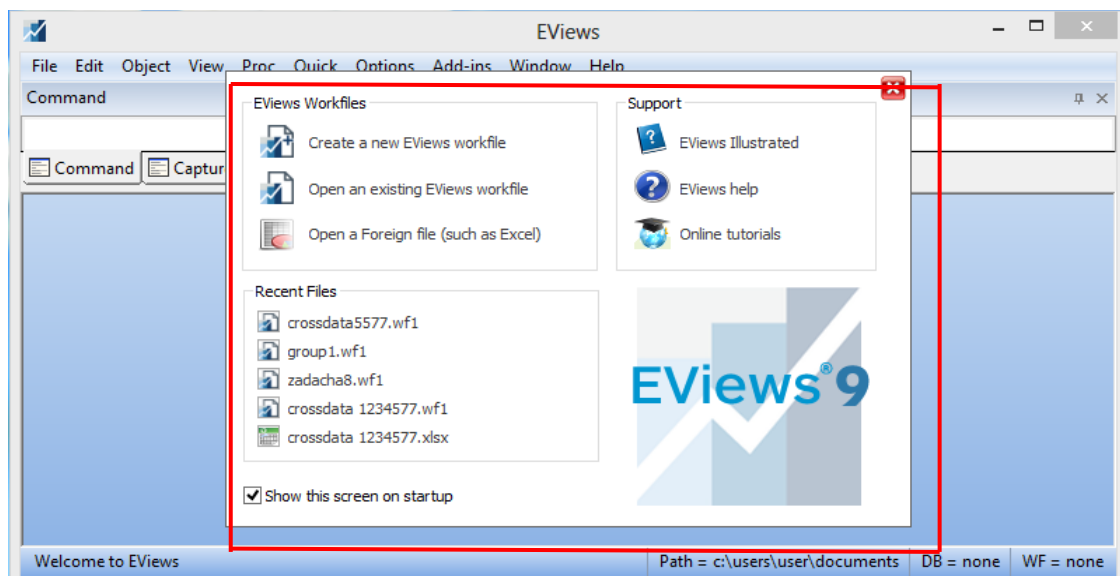 EViews
File Edit Object View Proc Quick Options Add-ins Window Help
Command
Command Captur
EViews Workfiles
Create a new EViews workfile
Open an existing EViews workfile
Open a Foreign file (such as Excel)
Support
EViews Illustrated
EViews help
Online tutorials
Recent Files
crossdata5577.wf1
group1.wf1
zadacha8.wf1
crossdata 1234577.wf1
crossdata 1234577.xlsx
EViews®9
Show this screen on startup
Welcome to EViews Path = c:\users\user\documents DB = none WF = none